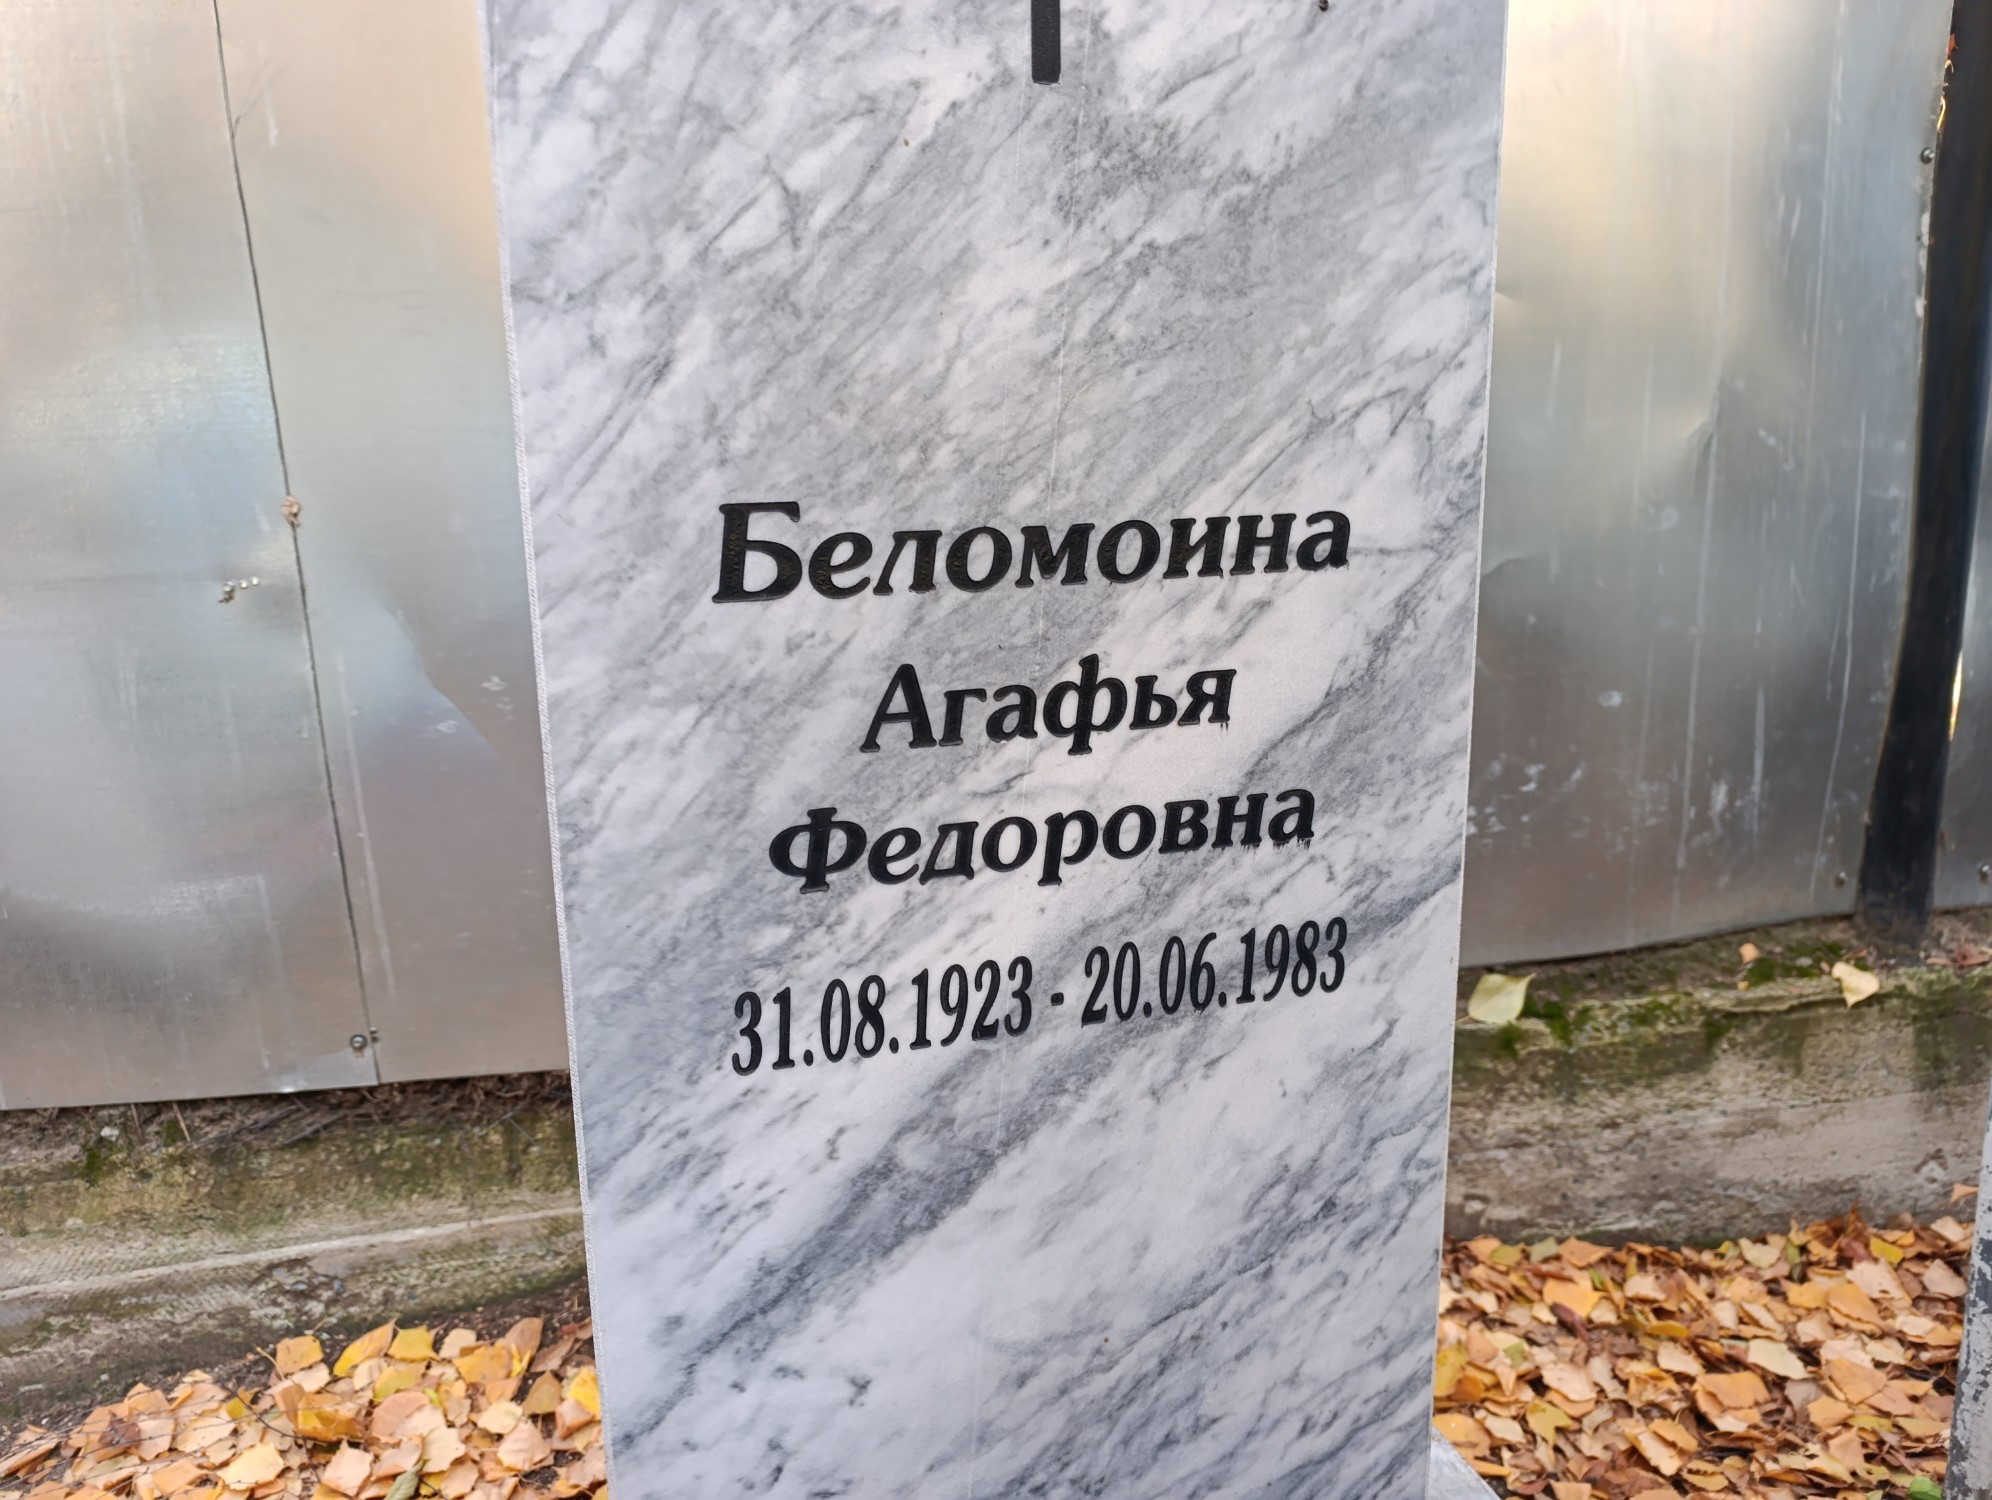 Беломоина
Агафья
Федоровна
31.08.1923 - 20.06.1983